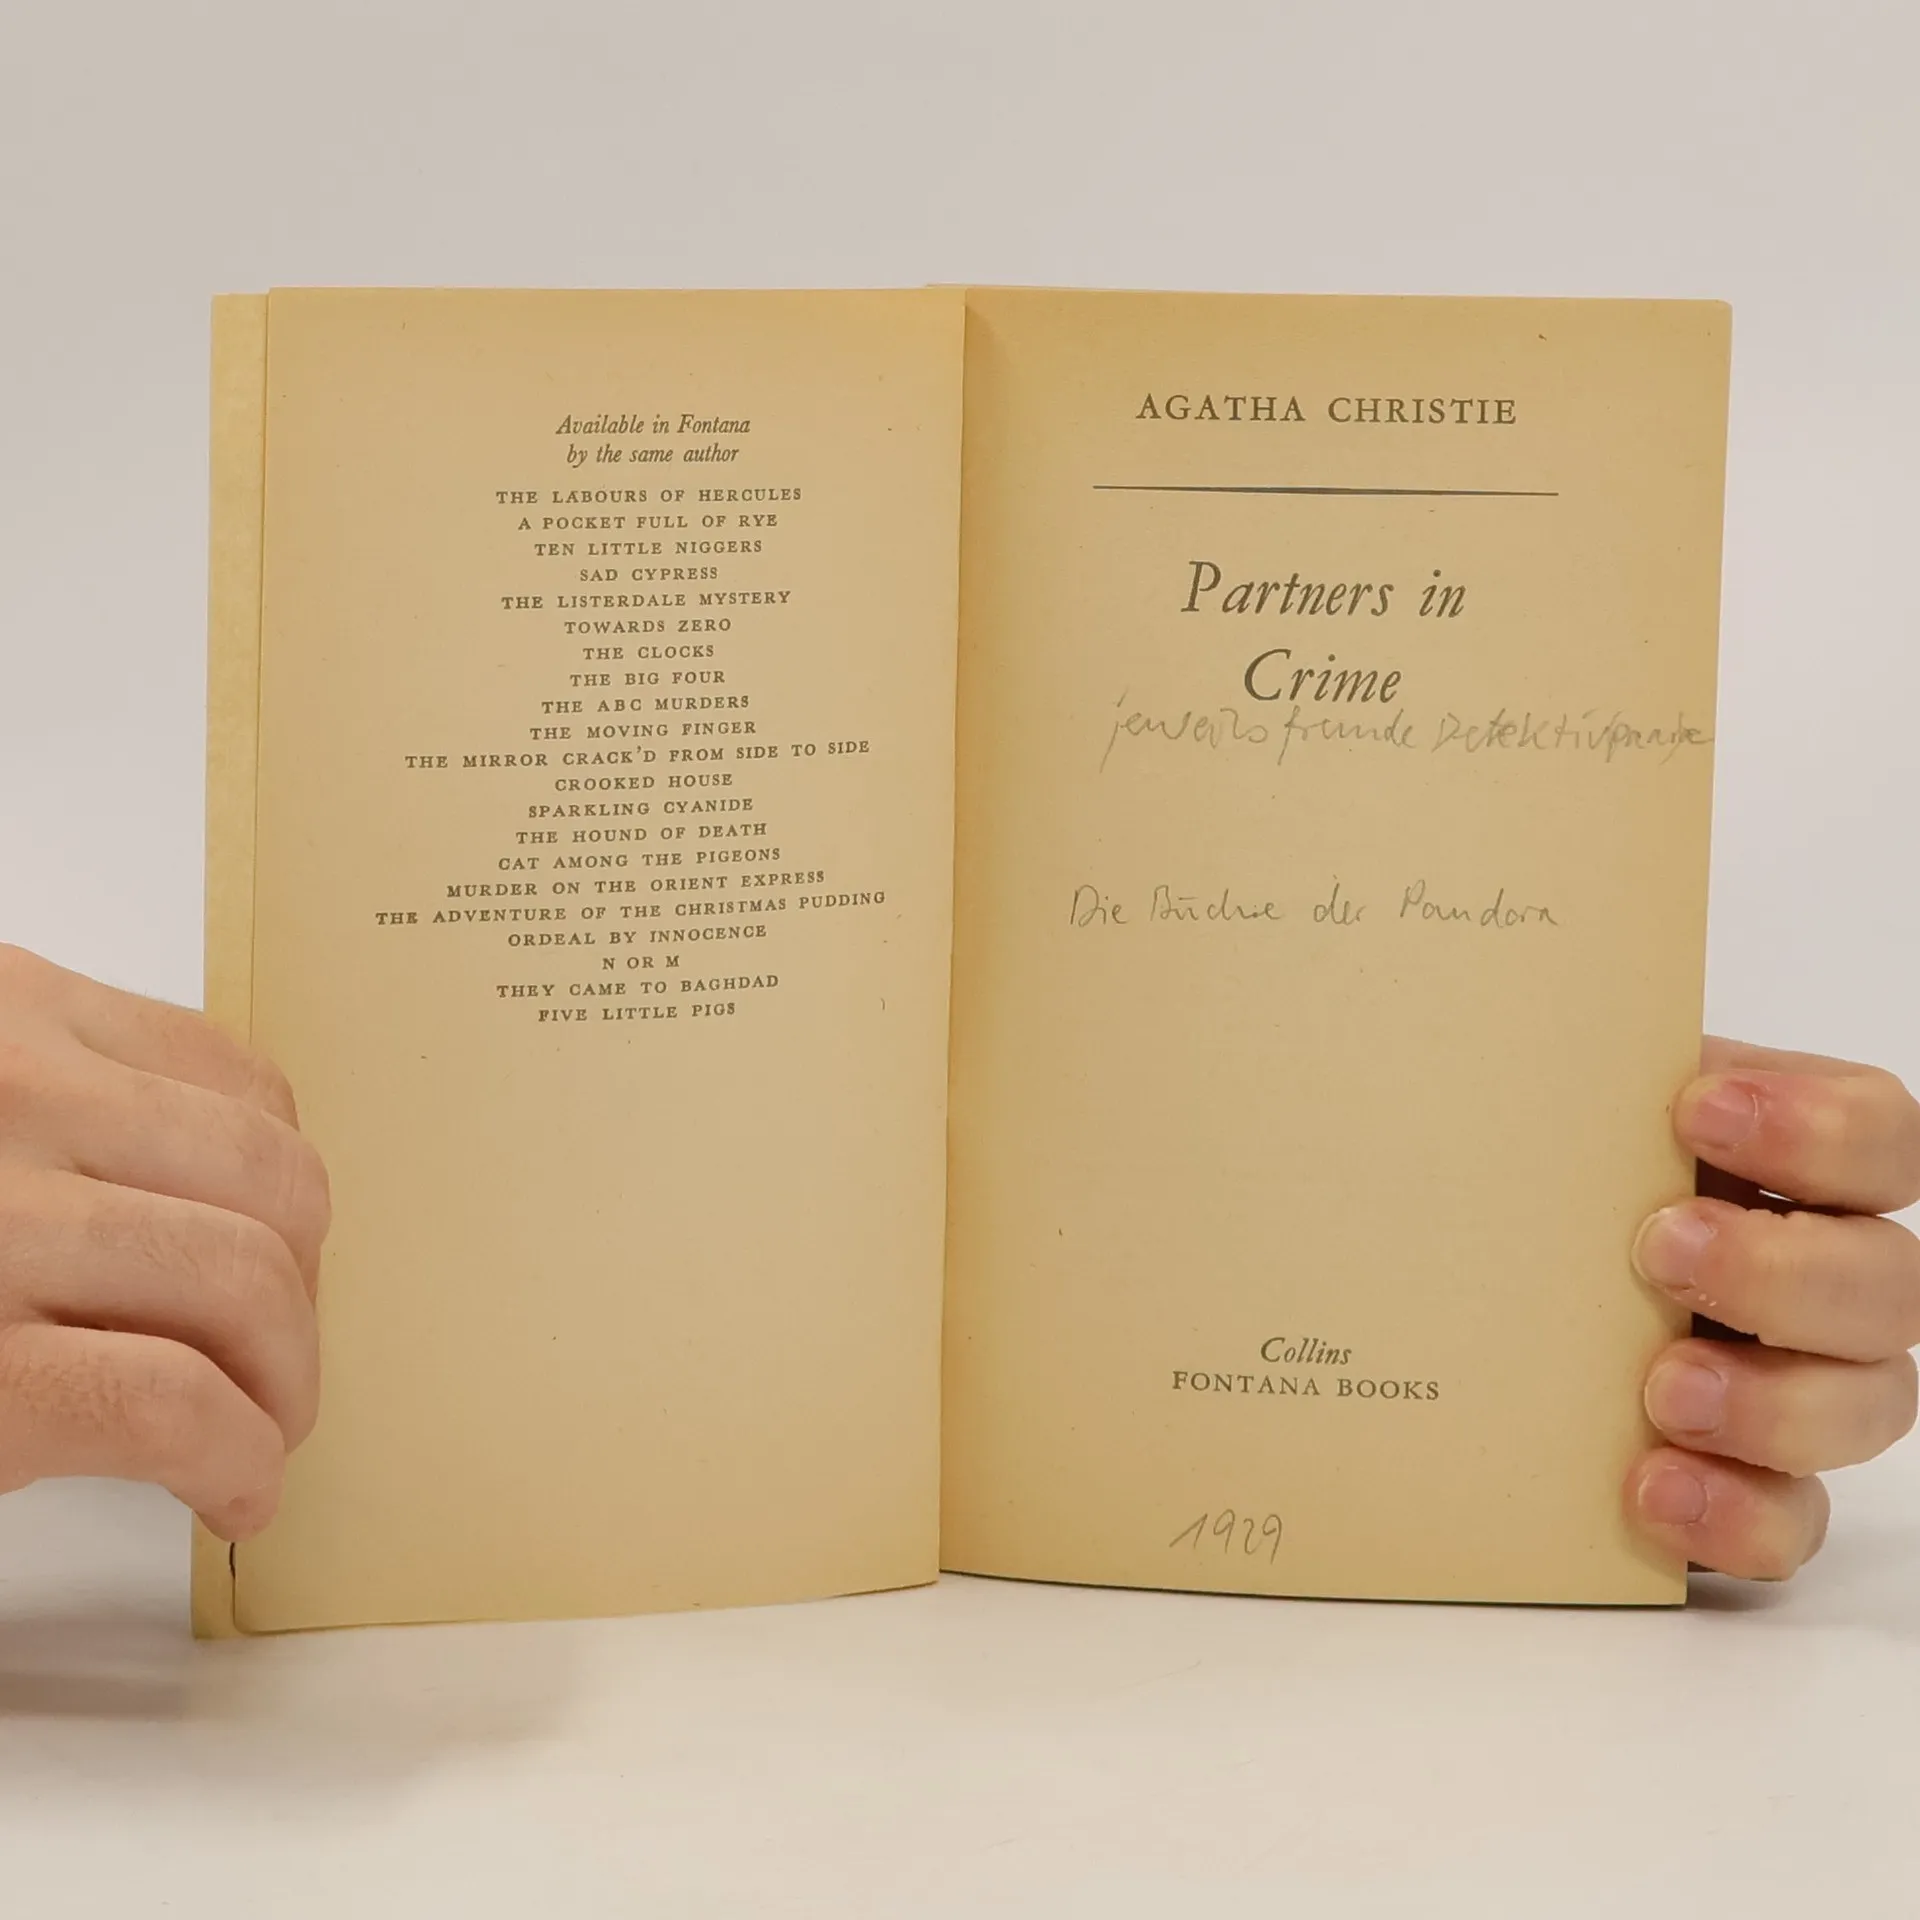 Available in Fontana
by the same author
THE LABOURS OF HERCULES
A POCKET FULL OF RYE
TEN LITTLE NIGGERS
SAD CYPRESS
THE LISTERDALE MYSTERY
TOWARDS ZERO
THE CLOCKS
THE BIG FOUR
THE ABC MURDERS
THE MOVING FINGER
THE MIRROR CRACK'D FROM SIDE TO SIDE
CROOKED HOUSE
SPARKLING CYANIDE
THE HOUND OF DEATH
CAT AMONG THE PIGEONS
MURDER ON THE ORIENT EXPRESS
THE ADVENTURE OF THE CHRISTMAS PUDDING
ORDEAL BY INNOCENCE
N OR M
THEY CAME TO BAGHDAD
FIVE LITTLE PIGS
AGATHA CHRISTIE
Partners in
Crime
jeweils fremde Detektivpaare
Die Büchse der Pandora
Collins
FONTANA BOOKS
1929